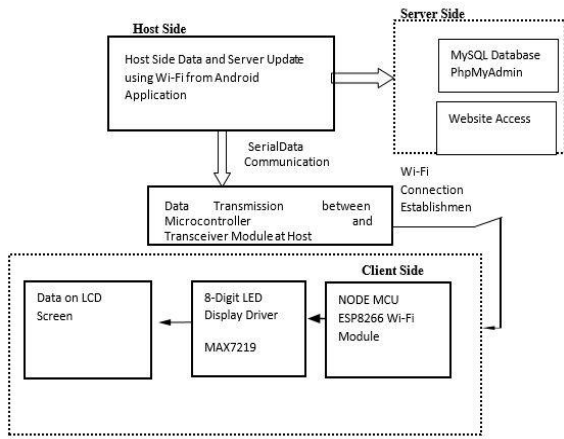 Host Side
Server Side
Host Side Data and Server Update
using Wi-Fi from Android
Application
MySQL Database
PhpMyAdmin
Website Access
SerialData
Communication
Wi-Fi
Connection
Establishmen
Data Transmission between
Microcontroller and
Transceiver Module at Host
Client Side
Data on LCD
Screen
8-Digit LED
Display Driver
MAX7219
NODE MCU
ESP8266 Wi-Fi
Module